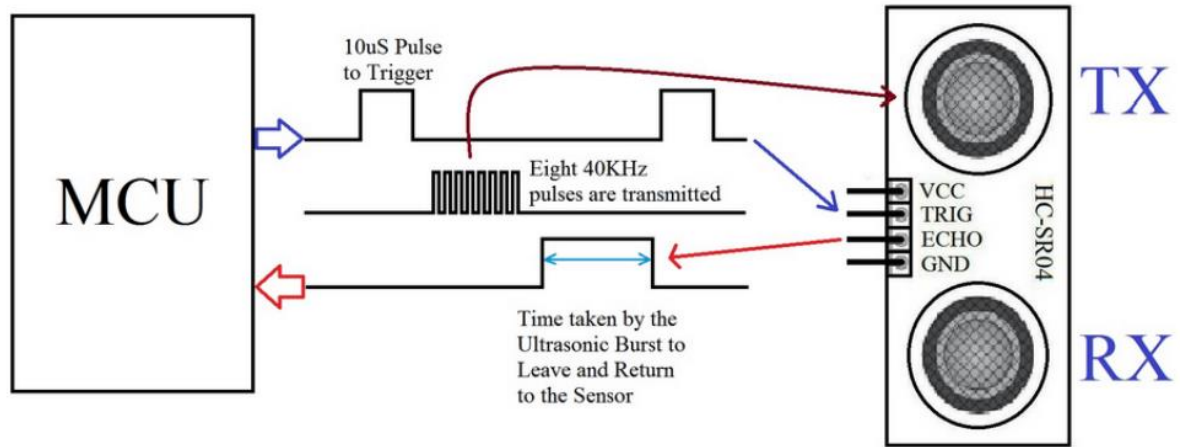 MCU
10uS Pulse
to Trigger
Eight 40KHz
pulses are transmitted
Time taken by the
Ultrasonic Burst to
Leave and Return
to the Sensor
VCC
TRIG
ECHO
GND
HC-SR04
TX
RX